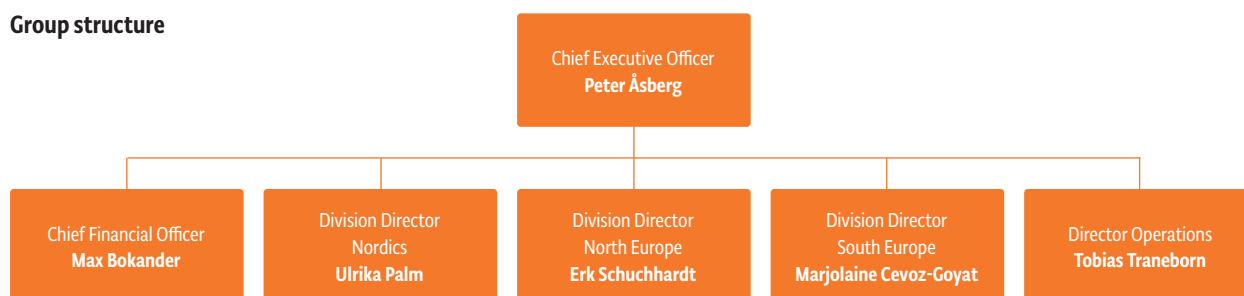 Group structure
Chief Executive Officer
Peter Åsberg
Chief Financial Officer
Max Bokander
Division Director
Nordics
Ulrika Palm
Division Director
North Europe
Erk Schuchhardt
Division Director
South Europe
Marjolaine Cevoz-Goyat
Director Operations
Tobias Traneborn